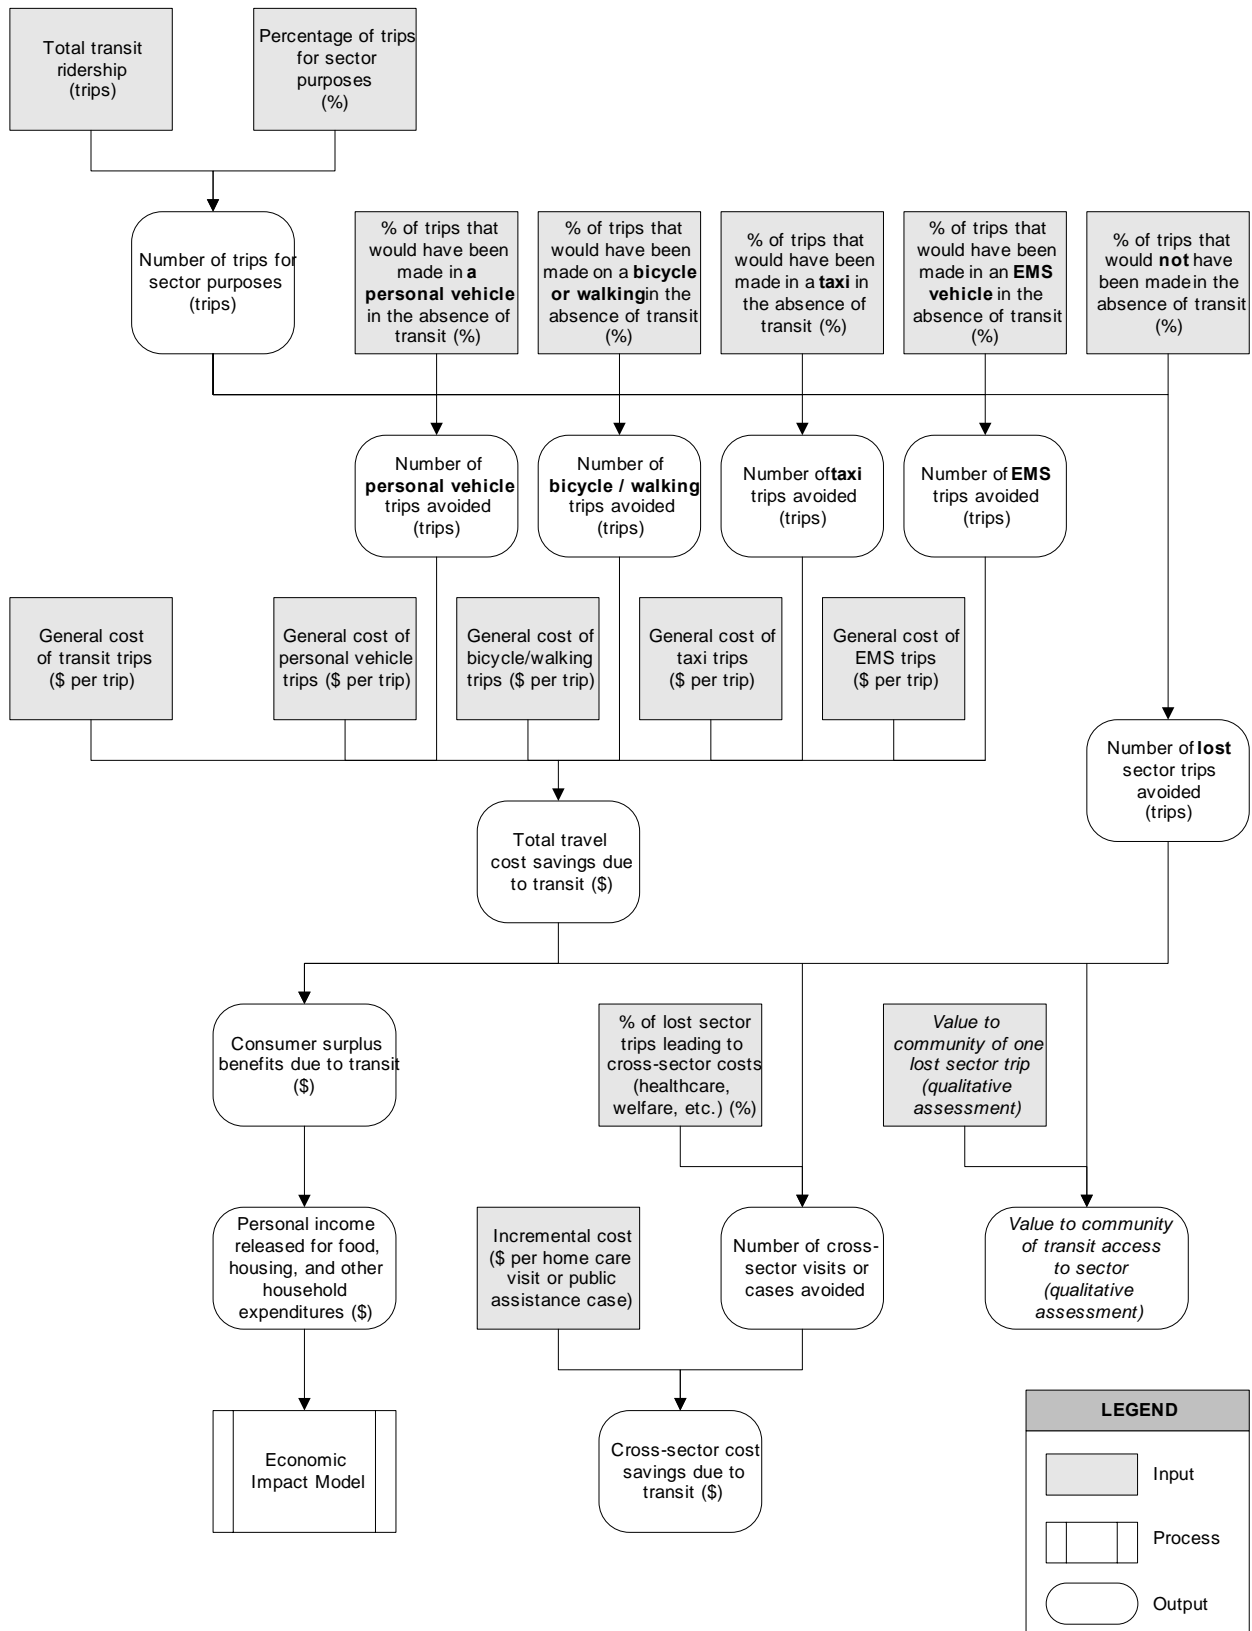 Total transit
ridership
(trips)
Percentage of trips
for sector
purposes
(%)
Number of trips for
sector purposes
(trips)
% of trips that
would have been
made in a
personal vehicle
in the absence of
transit (%)
% of trips that
would have been
made on a bicycle
or walking in the
absence of transit
(%)
% of trips that
would have been
made in a taxi in
the absence of
transit (%)
% of trips that
would have been
made in an EMS
vehicle in the
absence of transit
(%)
% of trips that
would not have
been made in the
absence of transit
(%)
Number of
personal vehicle
trips avoided
(trips)
Number of
bicycle / walking
trips avoided
(trips)
Number of taxi
trips avoided
(trips)
Number of EMS
trips avoided
(trips)
General cost
of transit trips
($ per trip)
General cost of
personal vehicle
trips ($ per trip)
General cost of
bicycle/walking
trips ($ per trip)
General cost of
taxi trips
($ per trip)
General cost of
EMS trips
($ per trip)
Number of lost
sector trips
avoided
(trips)
Total travel
cost savings due
to transit ($)
Consumer surplus
benefits due to transit
($)
% of lost sector
trips leading to
cross-sector costs
(healthcare,
welfare, etc.) (%)
Value to
community of one
lost sector trip
(qualitative
assessment)
Personal income
released for food,
housing, and other
household
expenditures ($)
Incremental cost
($ per home care
visit or public
assistance case)
Number of cross-
sector visits or
cases avoided
Value to community
of transit access
to sector
(qualitative
assessment)
Economic
Impact Model
Cross-sector cost
savings due to
transit ($)
LEGEND
Input
Process
Output